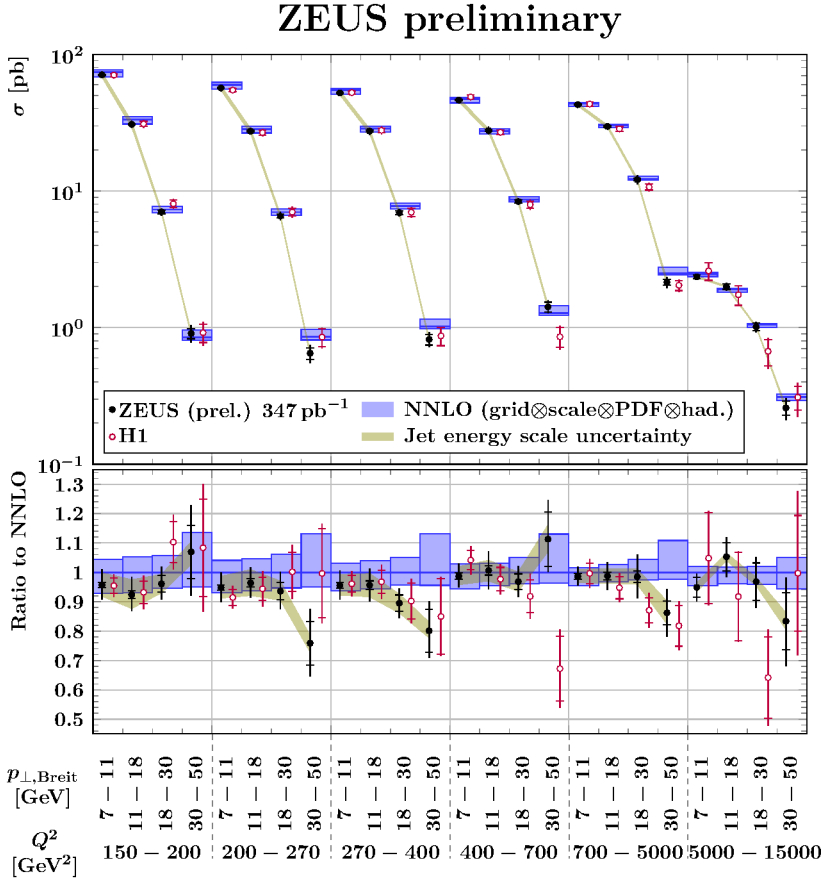 ZEUS preliminary
σ [pb]
10²
10¹
10⁰
10⁻¹
ZEUS (prel.) 347 pb⁻¹
H1
NNLO (grid⊗scale⊗PDF⊗had.)
Jet energy scale uncertainty
Ratio to NNLO
1.3
1.2
1.1
1
0.9
0.8
0.7
0.6
0.5
p⊥,Breit
[GeV]
7 − 11
11 − 18
18 − 30
30 − 50
7 − 11
11 − 18
18 − 30
30 − 50
7 − 11
11 − 18
18 − 30
30 − 50
7 − 11
11 − 18
18 − 30
30 − 50
7 − 11
11 − 18
18 − 30
30 − 50
7 − 11
11 − 18
18 − 30
30 − 50
Q²
[GeV²]
150 − 200
200 − 270
270 − 400
400 − 700
700 − 5000
5000 − 15000